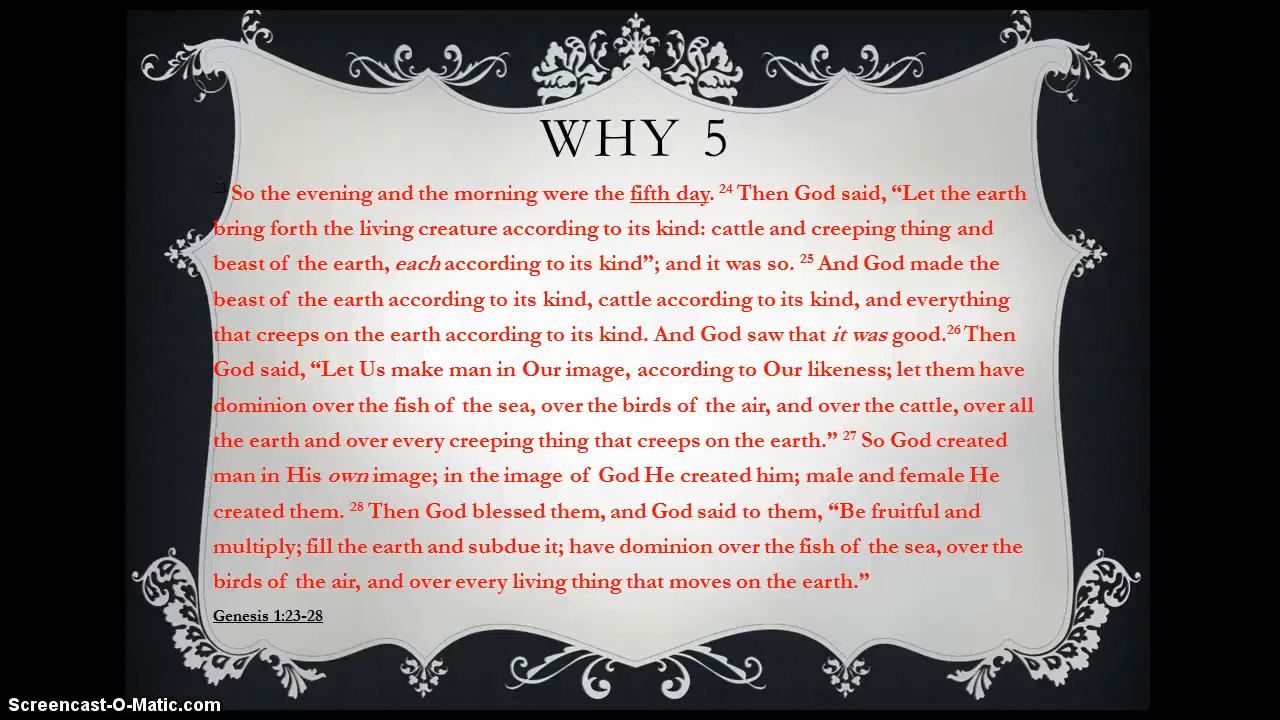 WHY 5
23 So the evening and the morning were the fifth day. 24 Then God said, “Let the earth
bring forth the living creature according to its kind: cattle and creeping thing and
beast of the earth, each according to its kind”; and it was so. 25 And God made the
beast of the earth according to its kind, cattle according to its kind, and everything
that creeps on the earth according to its kind. And God saw that it was good.26 Then
God said, “Let Us make man in Our image, according to Our likeness; let them have
dominion over the fish of the sea, over the birds of the air, and over the cattle, over all
the earth and over every creeping thing that creeps on the earth.” 27 So God created
man in His own image; in the image of God He created him; male and female He
created them. 28 Then God blessed them, and God said to them, “Be fruitful and
multiply; fill the earth and subdue it; have dominion over the fish of the sea, over the
birds of the air, and over every living thing that moves on the earth.”
Genesis 1:23-28
Screencast-O-Matic.com